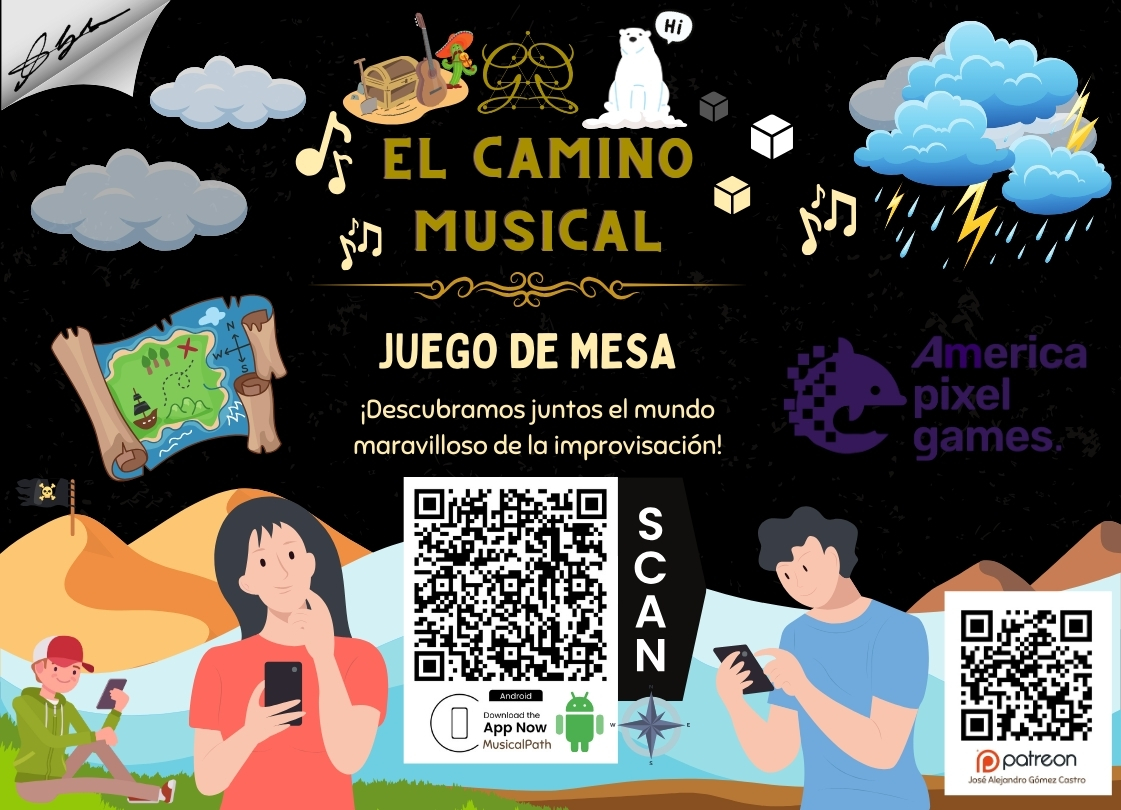 Hi
EL CAMINO
MUSICAL
JUEGO DE MESA
¡Descubramos juntos el mundo
maravilloso de la improvisación!
America
pixel
games.
N
W
S
SCAN
Android
Download the
App Now
MusicalPath
N
W
E
S
patreon
José Alejandro Gómez Castro